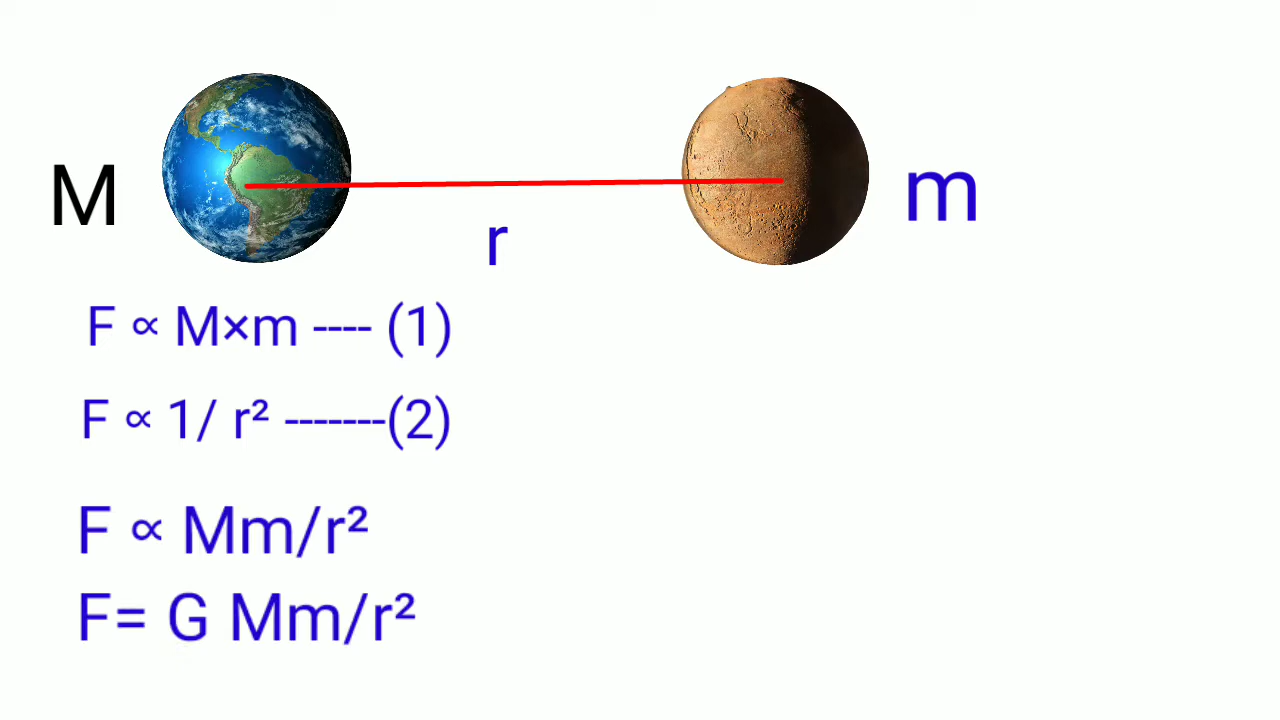 M
m
r
F ∝ M×m ---- (1)
F ∝ 1/ r² -------(2)
F ∝ Mm/r²
F= G Mm/r²